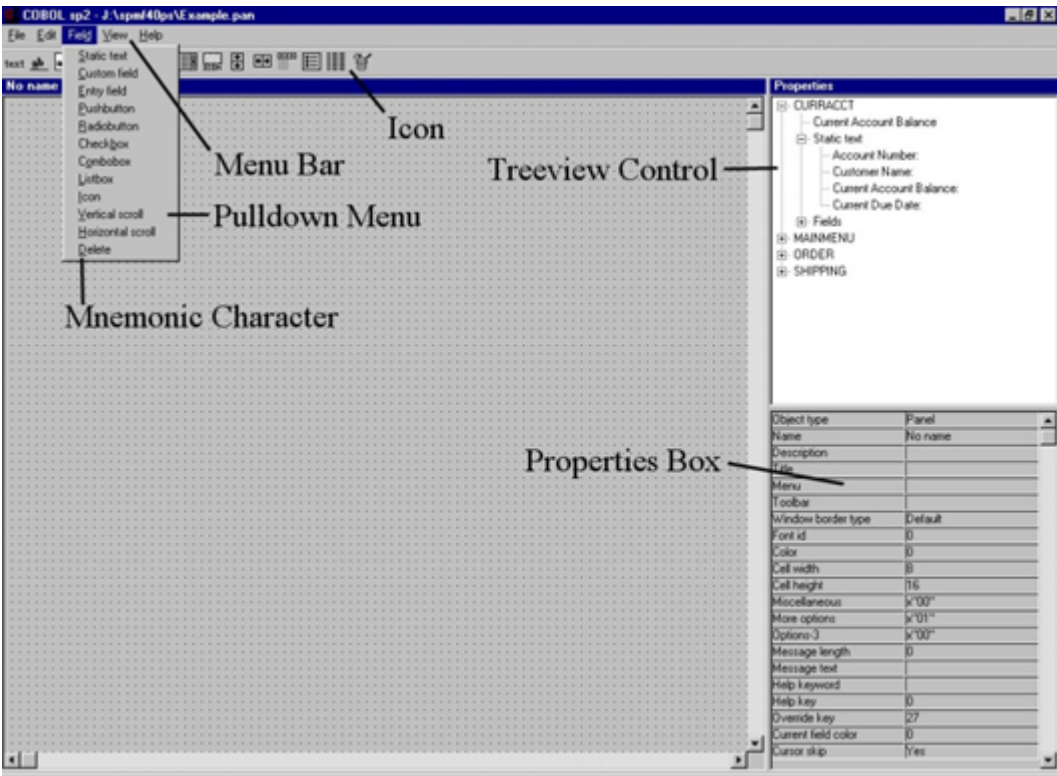 COBOL sp2 - J:\spmf40ps\Example.pan
File Edit Field View Help
text ab
No name
Static text
Custom field
Entry field
Pushbutton
Radiobutton
Checkbox
Combobox
Listbox
Icon
Vertical scroll
Horizontal scroll
Delete
Icon
Menu Bar
Pulldown Menu
Mnemonic Character
Treeview Control
Properties Box
Properties
CURRACCT
Current Account Balance
Static text
Account Number:
Customer Name:
Current Account Balance:
Current Due Date:
Fields
MAINMENU
ORDER
SHIPPING
Object type Panel
Name No name
Description
Title
Menu
Toolbar
Window border type Default
Font id 0
Color 0
Cell width 8
Cell height 16
Miscellaneous x"00"
More options x"01"
Options-3 x"00"
Message length 0
Message text
Help keyword
Help key 0
Override key 27
Current field color 0
Cursor skip Yes